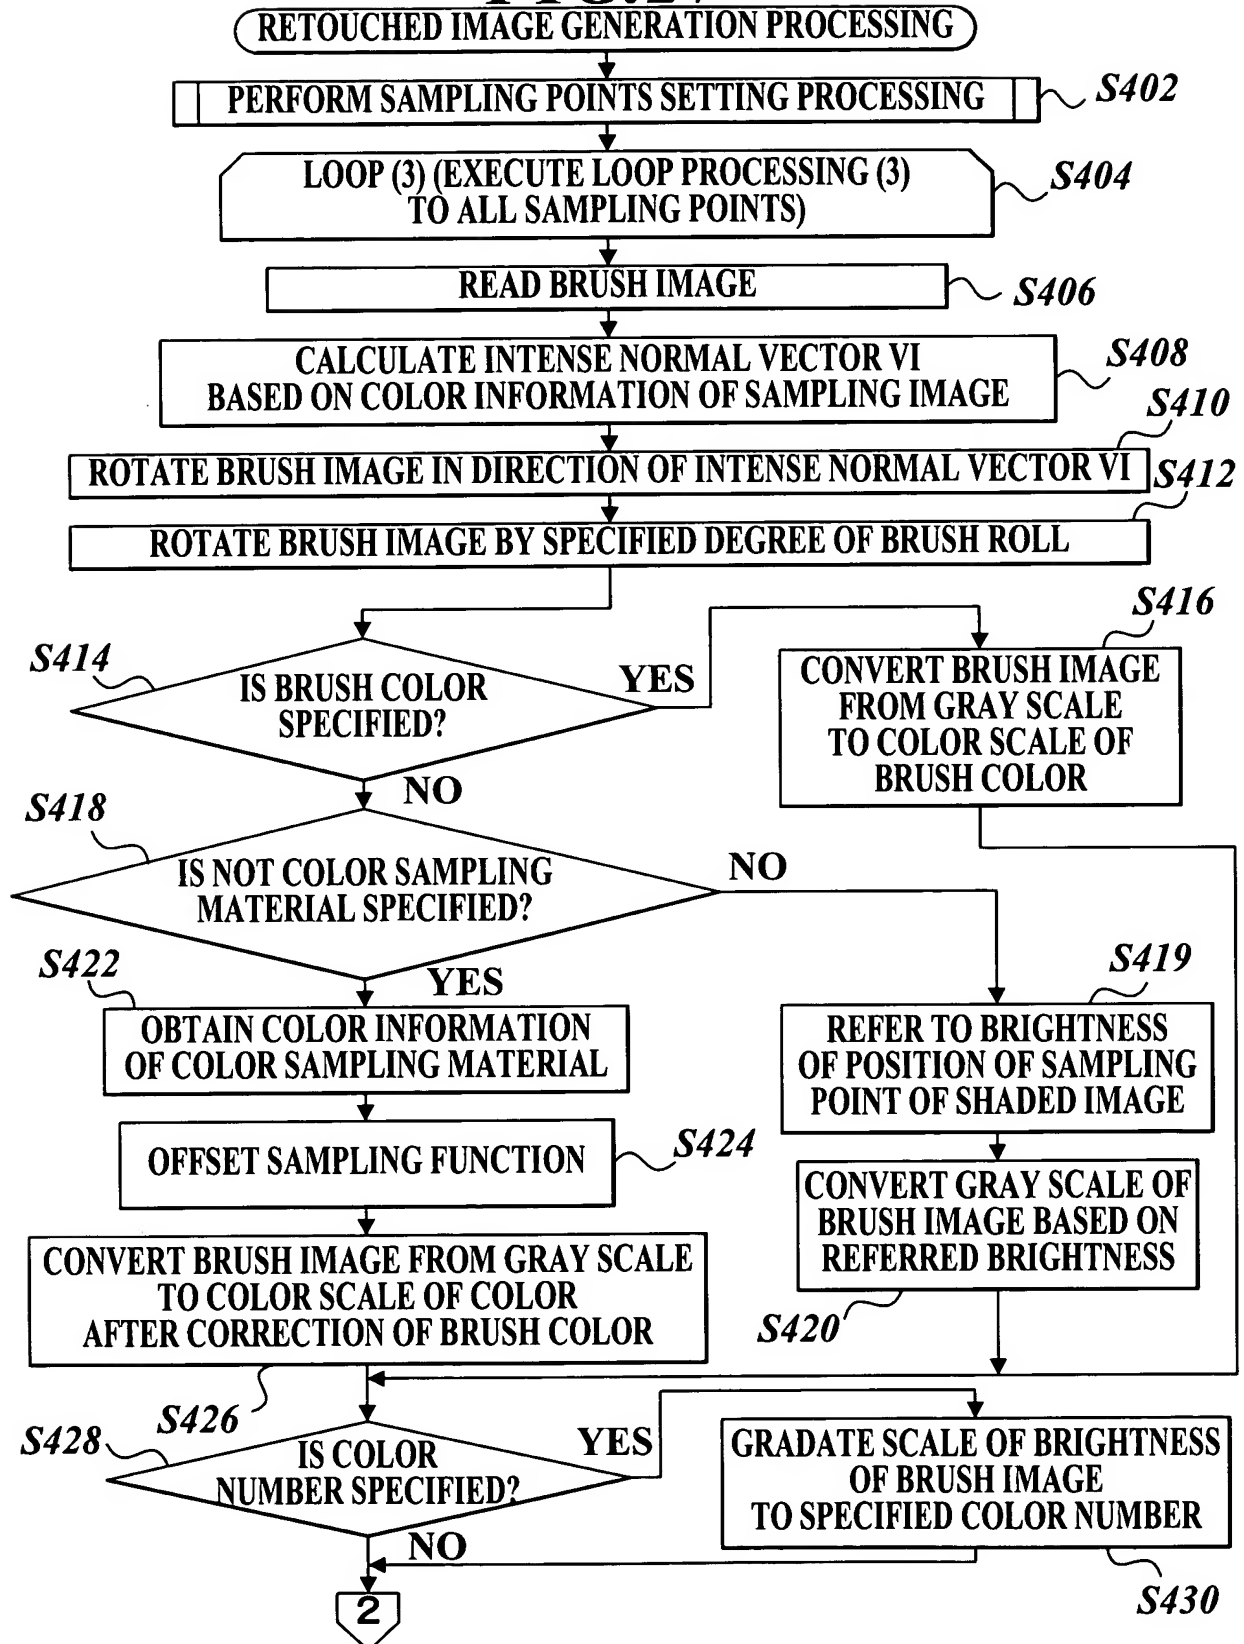 RETOUCHED IMAGE GENERATION PROCESSING
PERFORM SAMPLING POINTS SETTING PROCESSING
S402
LOOP (3) (EXECUTE LOOP PROCESSING (3)
TO ALL SAMPLING POINTS)
S404
READ BRUSH IMAGE
S406
CALCULATE INTENSE NORMAL VECTOR VI
BASED ON COLOR INFORMATION OF SAMPLING IMAGE
S408
S410
ROTATE BRUSH IMAGE IN DIRECTION OF INTENSE NORMAL VECTOR VI
S412
ROTATE BRUSH IMAGE BY SPECIFIED DEGREE OF BRUSH ROLL
S414
IS BRUSH COLOR
SPECIFIED?
YES
NO
S416
CONVERT BRUSH IMAGE
FROM GRAY SCALE
TO COLOR SCALE OF
BRUSH COLOR
S418
IS NOT COLOR SAMPLING
MATERIAL SPECIFIED?
NO
YES
S422
OBTAIN COLOR INFORMATION
OF COLOR SAMPLING MATERIAL
S419
REFER TO BRIGHTNESS
OF POSITION OF SAMPLING
POINT OF SHADED IMAGE
OFFSET SAMPLING FUNCTION
S424
CONVERT GRAY SCALE OF
BRUSH IMAGE BASED ON
REFERRED BRIGHTNESS
S420
CONVERT BRUSH IMAGE FROM GRAY SCALE
TO COLOR SCALE OF COLOR
AFTER CORRECTION OF BRUSH COLOR
S426
S428
IS COLOR
NUMBER SPECIFIED?
YES
NO
GRADATE SCALE OF BRIGHTNESS
OF BRUSH IMAGE
TO SPECIFIED COLOR NUMBER
S430
2